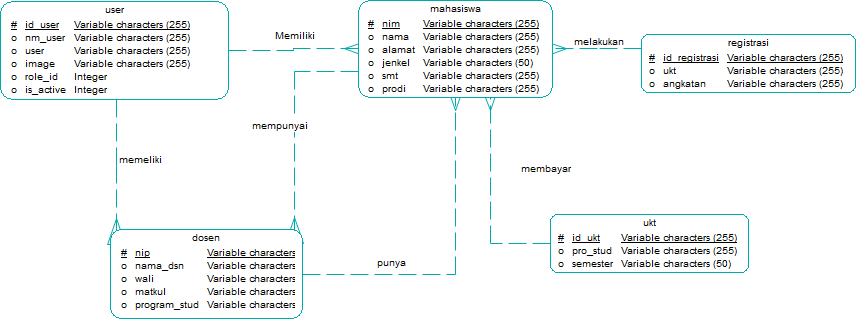 user
# id_user Variable characters (255)
o nm_user Variable characters (255)
o user Variable characters (255)
o image Variable characters (255)
o role_id Integer
o is_active Integer
Memiliki
mahasiswa
# nim Variable characters (255)
o nama Variable characters (255)
o alamat Variable characters (255)
o jenkel Variable characters (50)
o smt Variable characters (255)
o prodi Variable characters (255)
melakukan
registrasi
# id_registrasi Variable characters (255)
o ukt Variable characters (255)
o angkatan Variable characters (255)
mempunyai
memeliki
membayar
dosen
# nip Variable characters
o nama_dsn Variable characters
o wali Variable characters
o matkul Variable characters
o program_stud Variable characters
punya
ukt
# id_ukt Variable characters (255)
o pro_stud Variable characters (255)
o semester Variable characters (50)